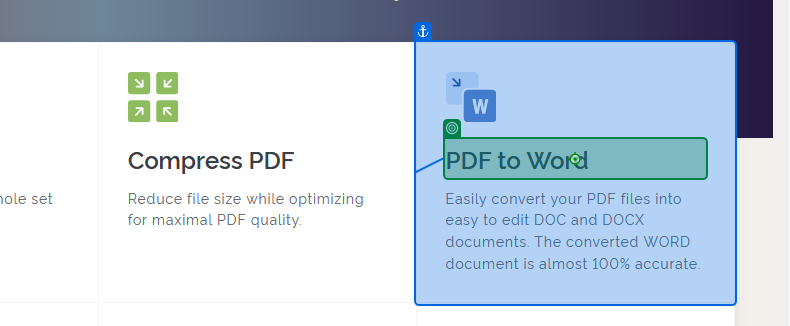 Compress PDF
Reduce file size while optimizing
for maximal PDF quality.
W
PDF to Word
Easily convert your PDF files into
easy to edit DOC and DOCX
documents. The converted WORD
document is almost 100% accurate.
set